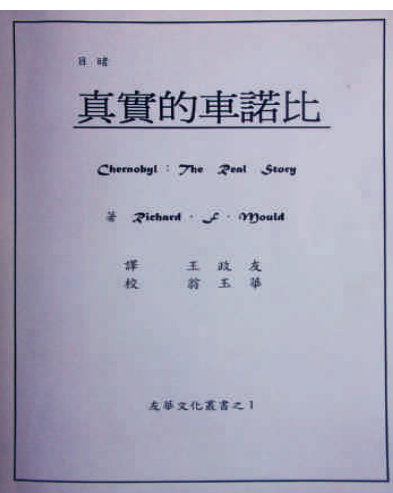 目睹
真實的車諾比
Chernobyl : The Real Story
著 Richard · F · Mould
譯 王政友
校 翁玉華
友華文化叢書之1